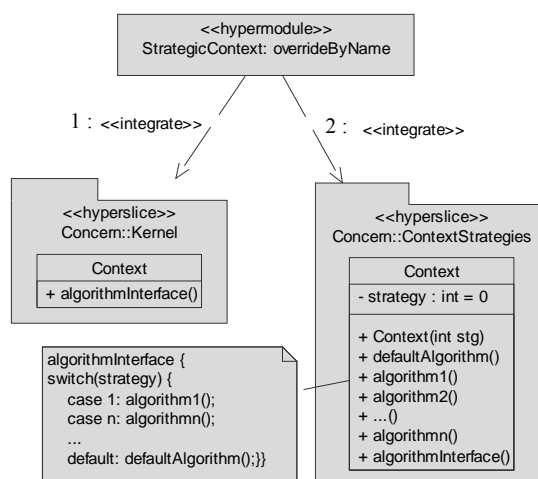 <<hypermodule>>
StrategicContext: overrideByName
1 : <<integrate>>
2 : <<integrate>>
<<hyperslice>>
Concern::Kernel
Context
+ algorithmInterface()
<<hyperslice>>
Concern::ContextStrategies
Context
- strategy : int = 0
+ Context(int stg)
+ defaultAlgorithm()
+ algorithm1()
+ algorithm2()
+ ...()
+ algorithmn()
+ algorithmInterface()
algorithmInterface {
switch(strategy) {
case 1: algorithm1();
case n: algorithmn();
...
default: defaultAlgorithm();}}